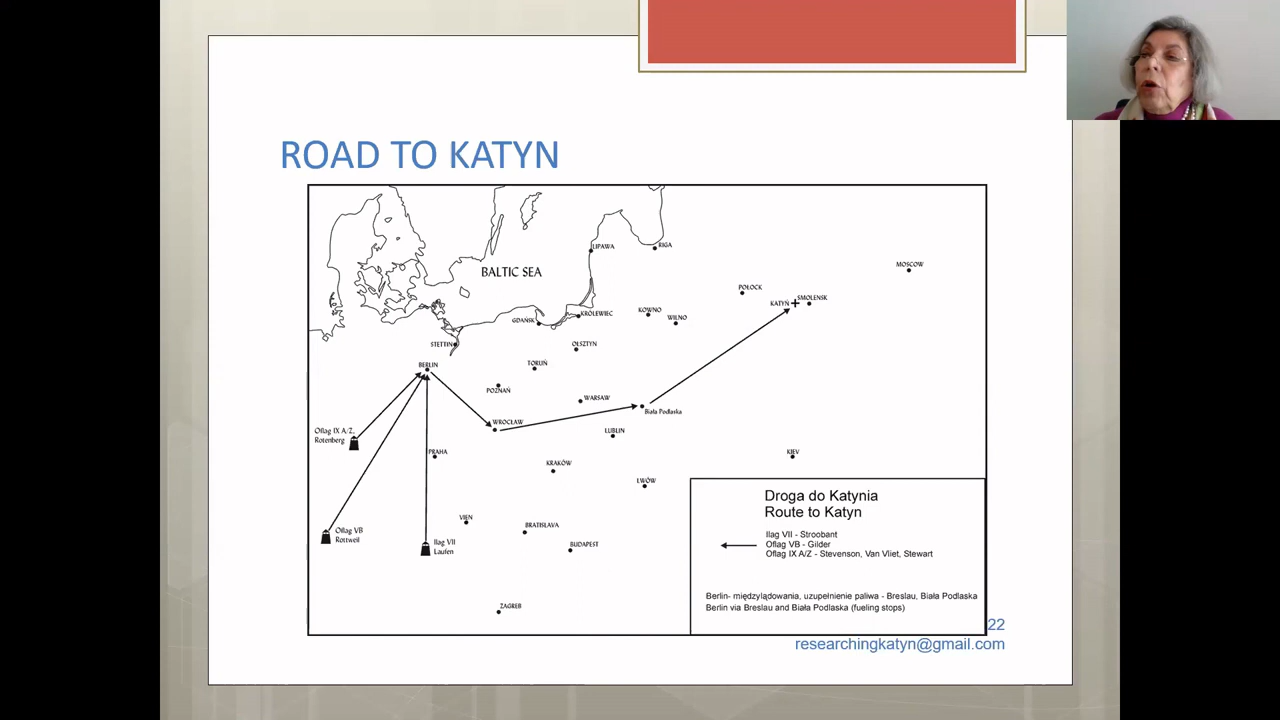 ROAD TO KATYN
LIPAWA
RIGA
MOSCOW
BALTIC SEA
POŁOCK
KATYŃ
SMOLENSK
GDAŃSK
KRÓLEWIEC
KOWNO
WILNO
STETTIN
OLSZTYN
BERLIN
TORUŃ
POZNAŃ
WARSAW
Biała Podlaska
WROCŁAW
Oflag IX A/Z,
Rotenberg
LUBLIN
PRAHA
KRAKÓW
KIEV
LWÓW
VIEN
BRATISLAVA
Oflag VB
Rottweil
Ilag VII
Laufen
BUDAPEST
ZAGREB
Droga do Katynia
Route to Katyn
Ilag VII - Stroobant
Oflag VB - Gilder
Oflag IX A/Z - Stevenson, Van Vliet, Stewart
Berlin- międzylądowania, uzupełnienie paliwa - Breslau, Biała Podlaska
Berlin via Breslau and Biała Podlaska (fueling stops)
22
researchingkatyn@gmail.com